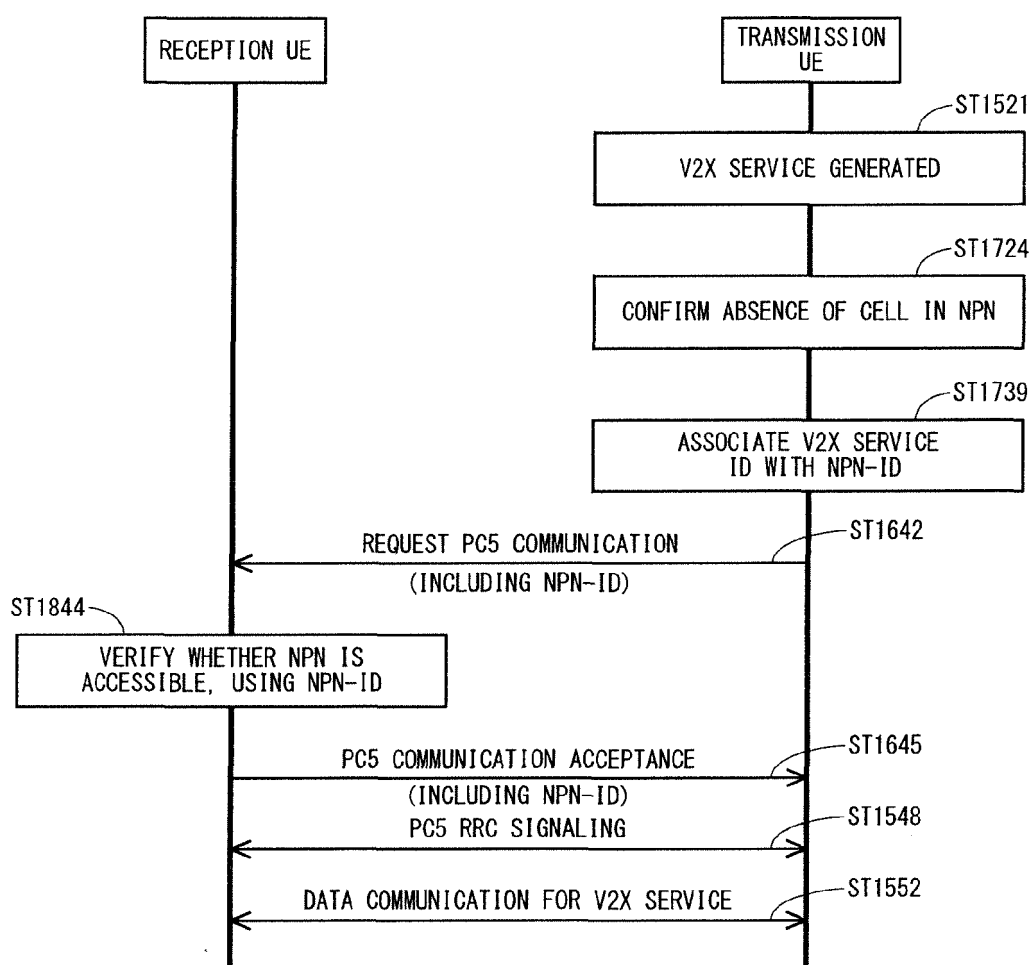 RECEPTION UE
TRANSMISSION
UE
ST1521
V2X SERVICE GENERATED
ST1724
CONFIRM ABSENCE OF CELL IN NPN
ST1739
ASSOCIATE V2X SERVICE
ID WITH NPN-ID
REQUEST PC5 COMMUNICATION
ST1642
(INCLUDING NPN-ID)
ST1844
VERIFY WHETHER NPN IS
ACCESSIBLE, USING NPN-ID
PC5 COMMUNICATION ACCEPTANCE
ST1645
(INCLUDING NPN-ID)
PC5 RRC SIGNALING
ST1548
DATA COMMUNICATION FOR V2X SERVICE
ST1552